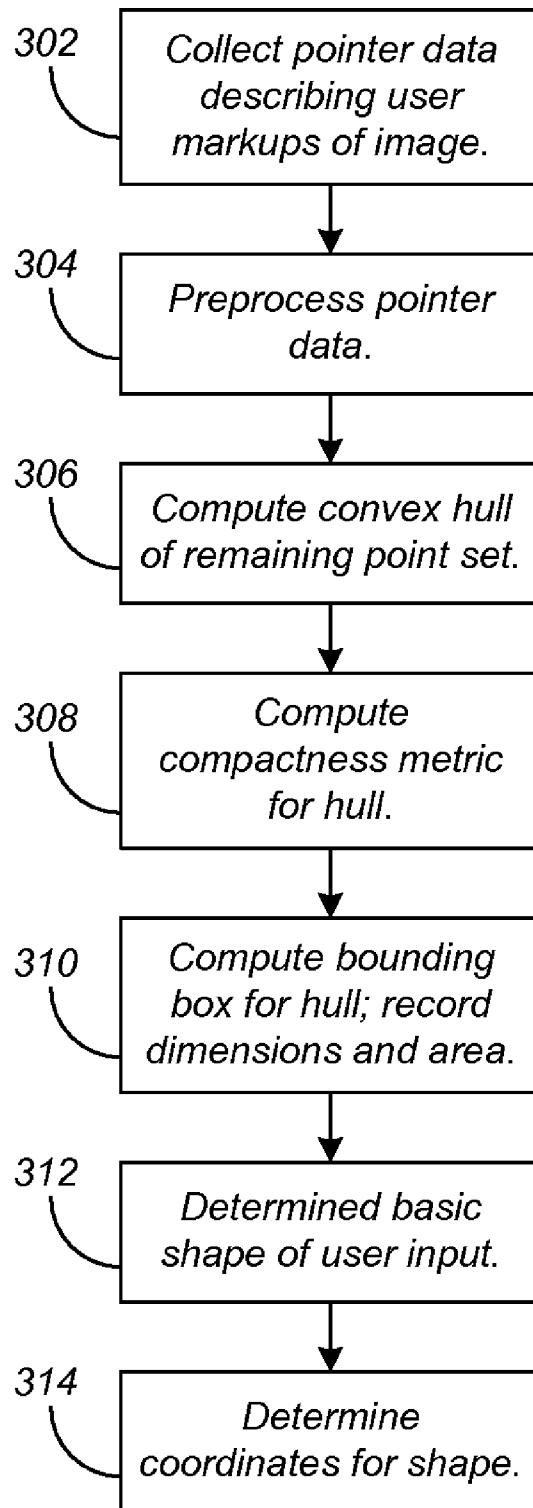 302
Collect pointer data
describing user
markups of image.
304
Preprocess pointer
data.
306
Compute convex hull
of remaining point set.
308
Compute
compactness metric
for hull.
310
Compute bounding
box for hull; record
dimensions and area.
312
Determined basic
shape of user input.
314
Determine
coordinates for shape.